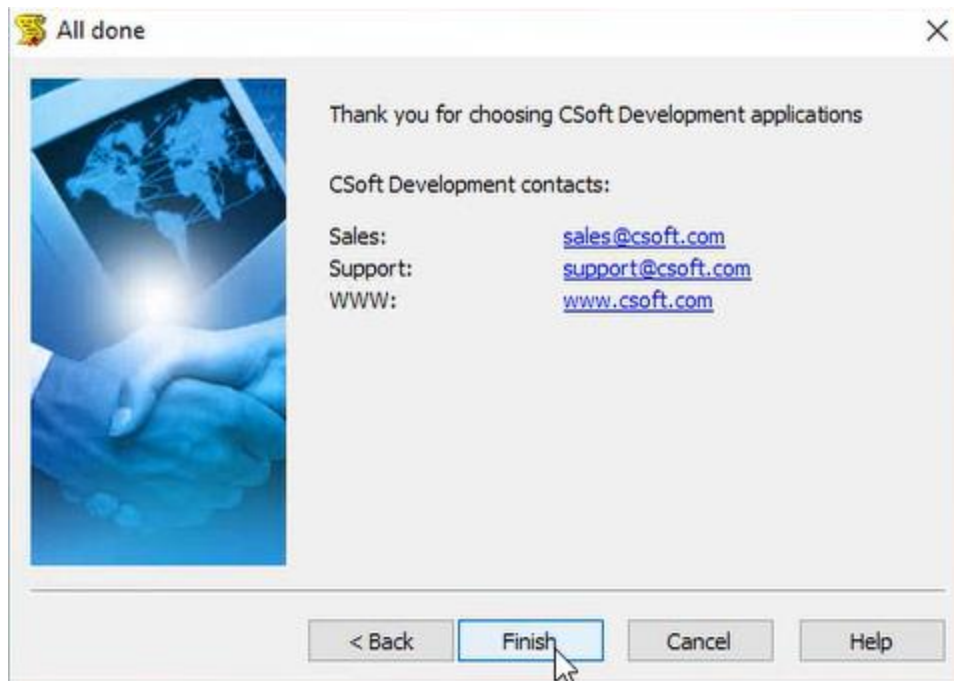 All done
Thank you for choosing CSoft Development applications
CSoft Development contacts:
Sales: sales@csoft.com
Support: support@csoft.com
WWW: www.csoft.com
< Back Finish Cancel Help